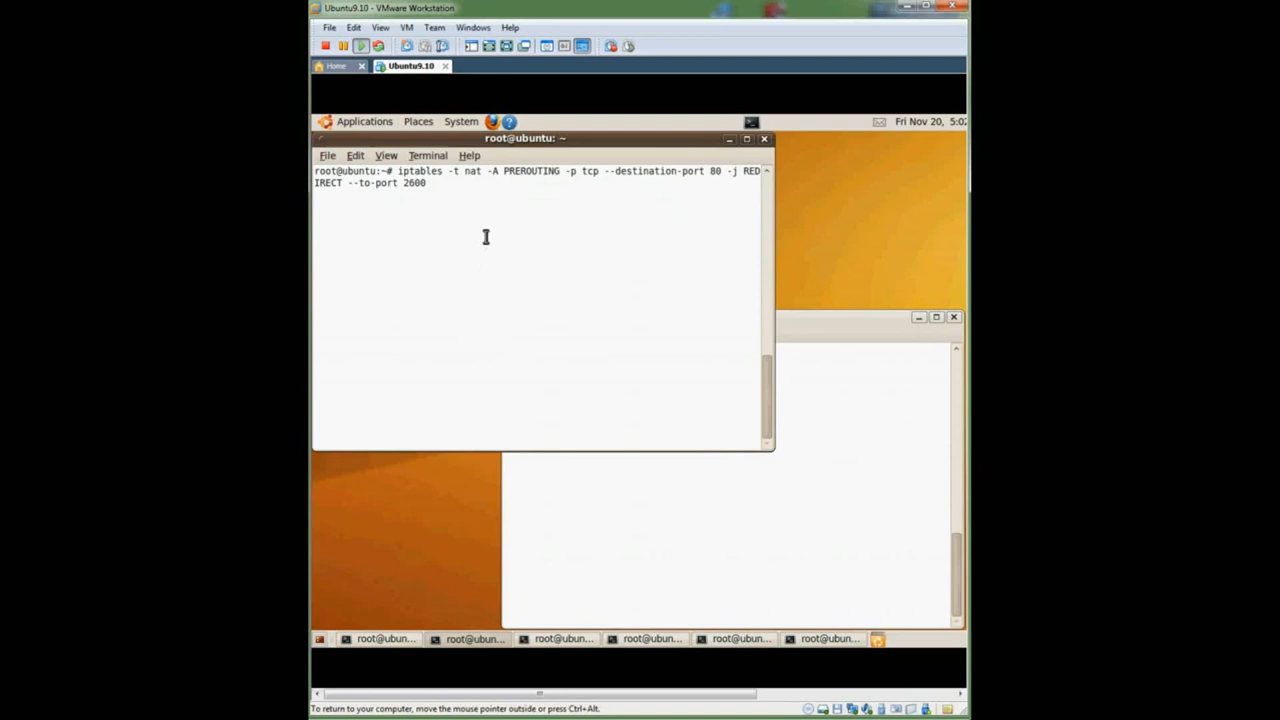 Ubuntu9.10 - VMware Workstation
File Edit View VM Team Windows Help
Home Ubuntu9.10
Applications Places System Fri Nov 20, 5:02
root@ubuntu: ~
File Edit View Terminal Help
root@ubuntu:~# iptables -t nat -A PREROUTING -p tcp --destination-port 80 -j RED
IRECT --to-port 2600
root@ubun... root@ubun... root@ubun... root@ubun... root@ubun... root@ubun...
To return to your computer, move the mouse pointer outside or press Ctrl+Alt.